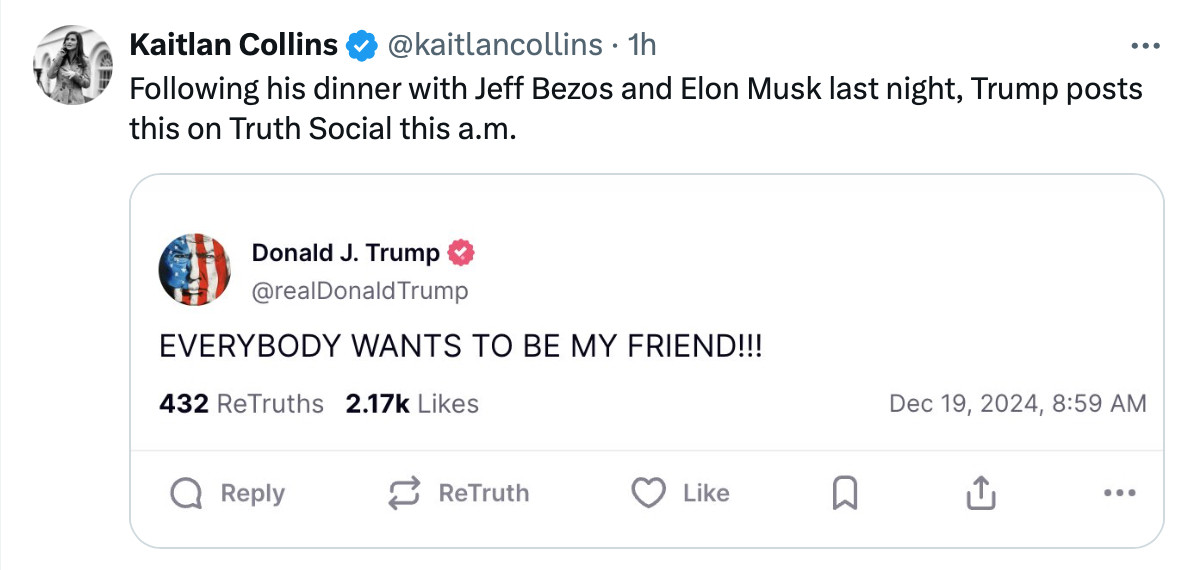 Kaitlan Collins @kaitlancollins · 1h
Following his dinner with Jeff Bezos and Elon Musk last night, Trump posts
this on Truth Social this a.m.
Donald J. Trump
@realDonaldTrump
EVERYBODY WANTS TO BE MY FRIEND!!!
432 ReTruths 2.17k Likes Dec 19, 2024, 8:59 AM
Reply ReTruth Like